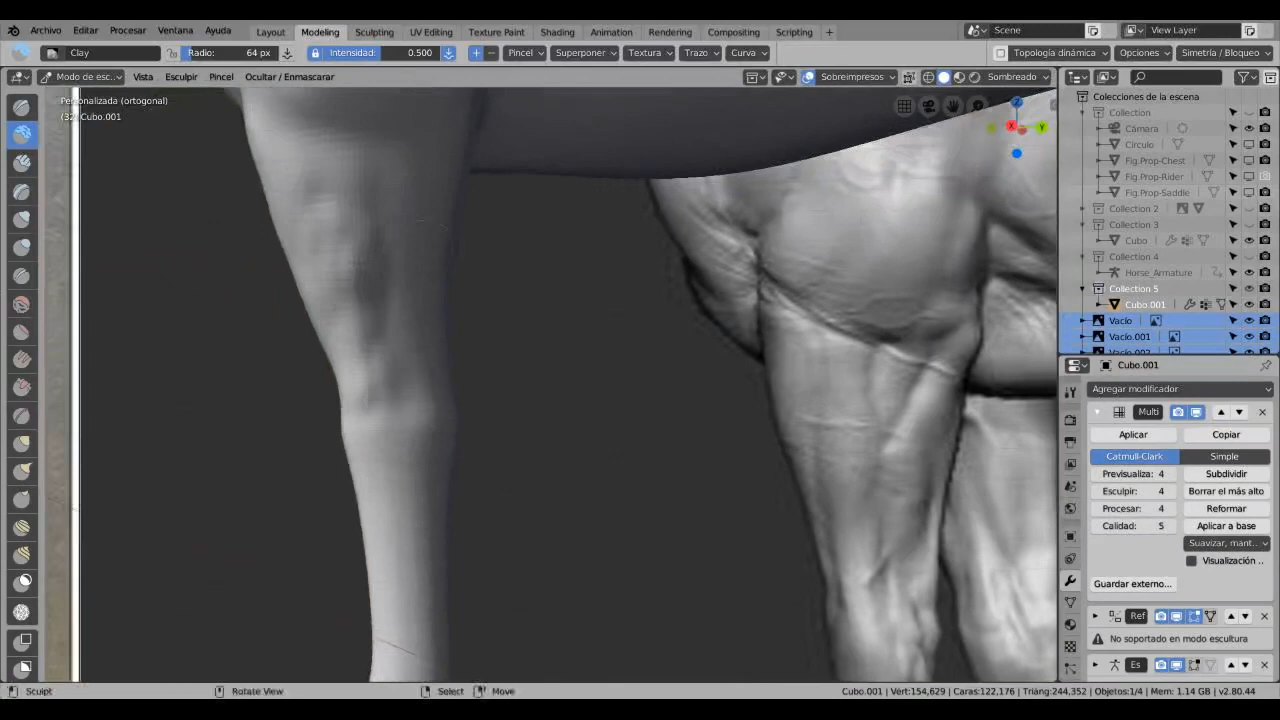 Archivo Editar Procesar Ventana Ayuda Layout Modeling Sculpting UV Editing Texture Paint Shading Animation Rendering Compositing Scripting + Scene View Layer
Clay Radio: 64 px Intensidad: 0.500 Pincel Superponer Textura Trazo Curva Topología dinámica Opciones Simetría / Bloqueo
Modo de esc.. Vista Esculpir Pincel Ocultar / Enmascarar Sobreimpresos Sombreado
Personalizada (ortogonal)
(32) Cubo.001
Z
X
Y
Colecciones de la escena
Collection
Cámara
Circulo
Fig.Prop-Chest
Fig.Prop-Rider
Fig.Prop-Saddle
Collection 2
Collection 3
Cubo
Collection 4
Horse_Armature
Collection 5
Cubo.001
Vacío
Vacío.001
Vacío.002
Cubo.001
Agregar modificador
Multi
Aplicar Copiar
Catmull-Clark Simple
Previsualiza: 4 Subdividir
Esculpir: 4 Borrar el más alto
Procesar: 4 Reformar
Calidad: 5 Aplicar a base
Suavizar, mant..
Visualización ..
Guardar externo...
Ref
No soportado en modo escultura
Es
Sculpt Rotate View Select Move Cubo.001 | Vért:154,629 | Caras:122,176 | Triáng:244,352 | Objetos:1/4 | Mem: 1.14 GB | v2.80.44